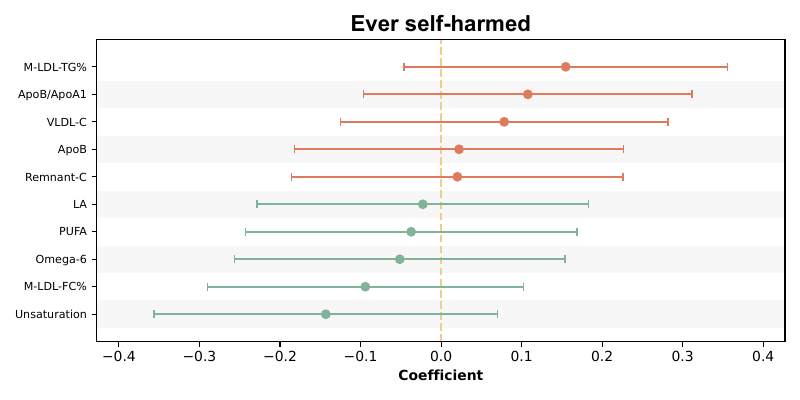 Ever self-harmed
M-LDL-TG%
ApoB/ApoA1
VLDL-C
ApoB
Remnant-C
LA
PUFA
Omega-6
M-LDL-FC%
Unsaturation
−0.4 −0.3 −0.2 −0.1 0.0 0.1 0.2 0.3 0.4
Coefficient